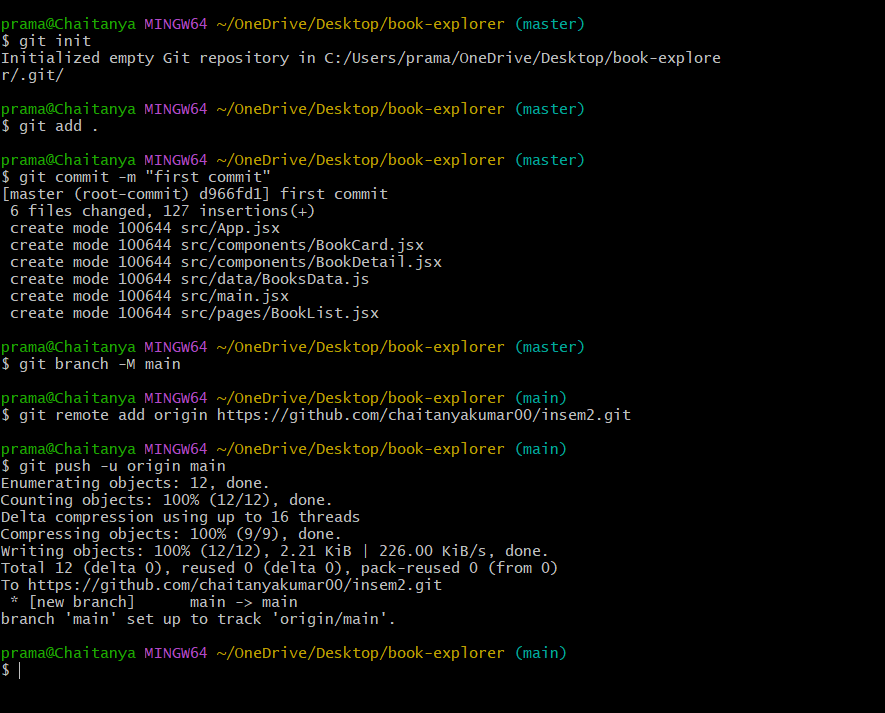 prama@Chaitanya MINGW64 ~/OneDrive/Desktop/book-explorer (master)
$ git init
Initialized empty Git repository in C:/Users/prama/OneDrive/Desktop/book-explore
r/.git/
prama@Chaitanya MINGW64 ~/OneDrive/Desktop/book-explorer (master)
$ git add .
prama@Chaitanya MINGW64 ~/OneDrive/Desktop/book-explorer (master)
$ git commit -m "first commit"
[master (root-commit) d966fd1] first commit
 6 files changed, 127 insertions(+)
 create mode 100644 src/App.jsx
 create mode 100644 src/components/BookCard.jsx
 create mode 100644 src/components/BookDetail.jsx
 create mode 100644 src/data/BooksData.js
 create mode 100644 src/main.jsx
 create mode 100644 src/pages/BookList.jsx
prama@Chaitanya MINGW64 ~/OneDrive/Desktop/book-explorer (master)
$ git branch -M main
prama@Chaitanya MINGW64 ~/OneDrive/Desktop/book-explorer (main)
$ git remote add origin https://github.com/chaitanyakumar00/insem2.git
prama@Chaitanya MINGW64 ~/OneDrive/Desktop/book-explorer (main)
$ git push -u origin main
Enumerating objects: 12, done.
Counting objects: 100% (12/12), done.
Delta compression using up to 16 threads
Compressing objects: 100% (9/9), done.
Writing objects: 100% (12/12), 2.21 KiB | 226.00 KiB/s, done.
Total 12 (delta 0), reused 0 (delta 0), pack-reused 0 (from 0)
To https://github.com/chaitanyakumar00/insem2.git
 * [new branch]      main -> main
branch 'main' set up to track 'origin/main'.
prama@Chaitanya MINGW64 ~/OneDrive/Desktop/book-explorer (main)
$